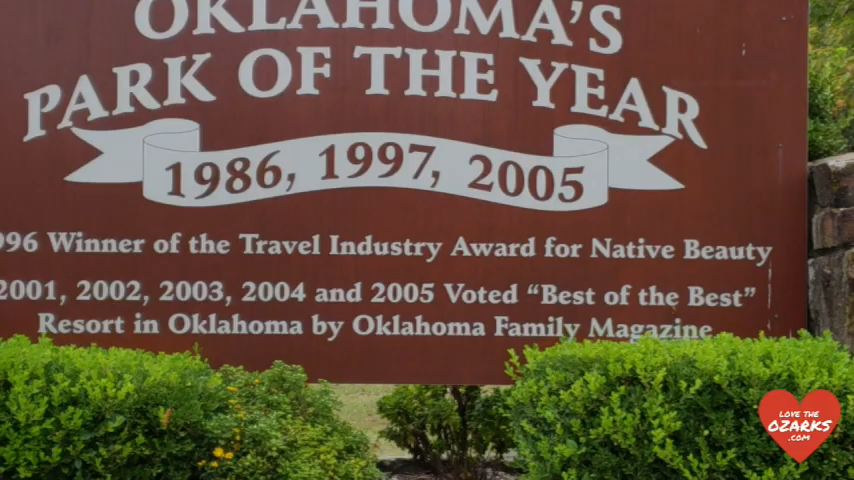 OKLAHOMA'S
PARK OF THE YEAR
1986, 1997, 2005
996 Winner of the Travel Industry Award for Native Beauty
2001, 2002, 2003, 2004 and 2005 Voted “Best of the Best”
Resort in Oklahoma by Oklahoma Family Magazine
LOVE THE
OZARKS
.COM